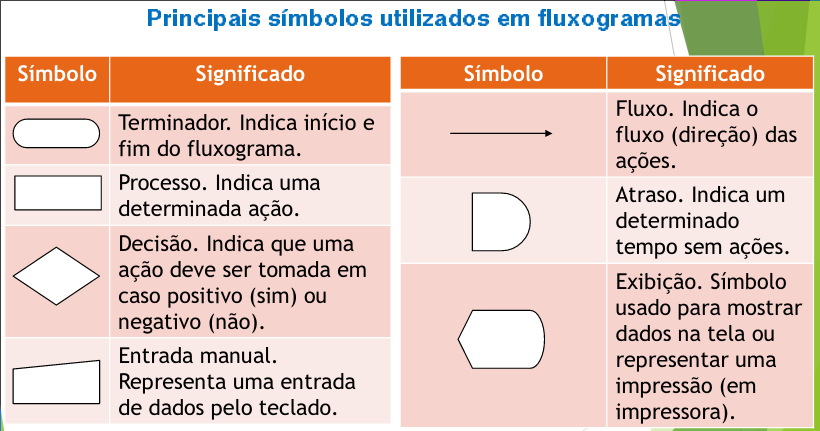 Principais símbolos utilizados em fluxogramas
Símbolo
Significado
Terminador. Indica início e
fim do fluxograma.
Processo. Indica uma
determinada ação.
Decisão. Indica que uma
ação deve ser tomada em
caso positivo (sim) ou
negativo (não).
Entrada manual.
Representa uma entrada
de dados pelo teclado.
Símbolo
Significado
Fluxo. Indica o
fluxo (direção) das
ações.
Atraso. Indica um
determinado
tempo sem ações.
Exibição. Símbolo
usado para mostrar
dados na tela ou
representar uma
impressão (em
impressora).